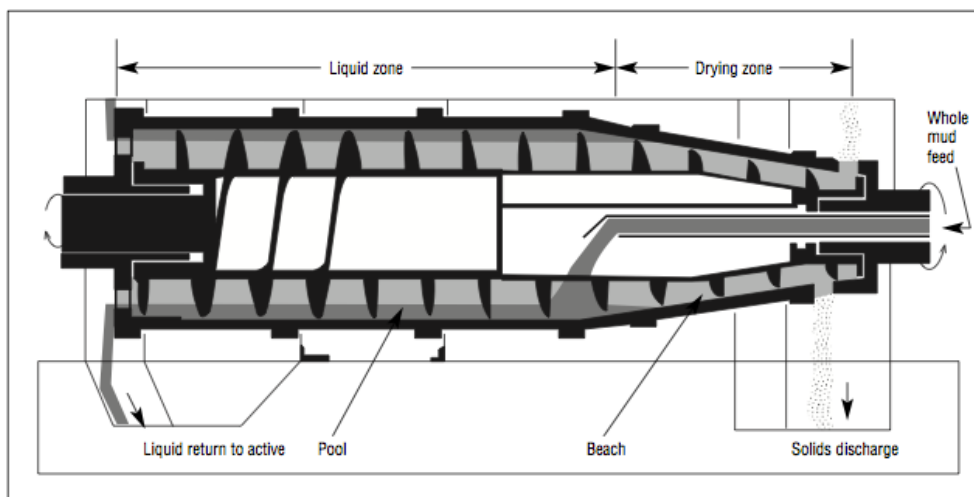 Liquid zone
Drying zone
Whole
mud
feed
Liquid return to active
Pool
Beach
Solids discharge